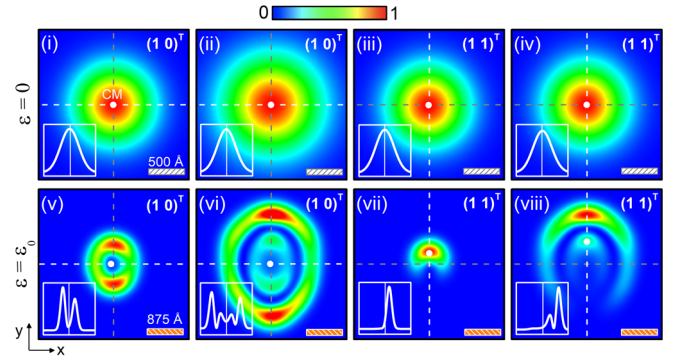 0 1
ε = 0
(i) (1 0)ᵀ
CM
500 Å
(ii) (1 0)ᵀ
(iii) (1 1)ᵀ
(iv) (1 1)ᵀ
ε = ε₀
(v) (1 0)ᵀ
875 Å
(vi) (1 0)ᵀ
(vii) (1 1)ᵀ
(viii) (1 1)ᵀ
y
x